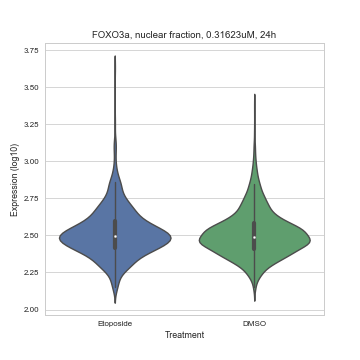 FOXO3a, nuclear fraction, 0.31623uM, 24h
3.75
3.50
3.25
3.00
2.75
2.50
2.25
2.00
Expression (log10)
Etoposide
DMSO
Treatment